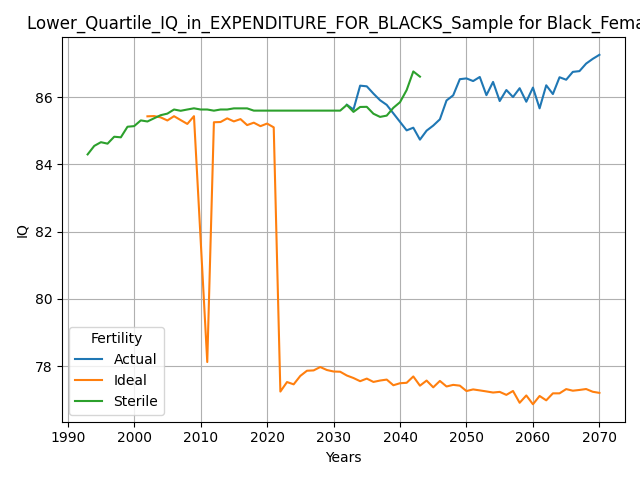 Lower_Quartile_IQ_in_EXPENDITURE_FOR_BLACKS_Sample for Black_Fema
86
84
82
80
78
IQ
Fertility
Actual
Ideal
Sterile
1990 2000 2010 2020 2030 2040 2050 2060 2070
Years